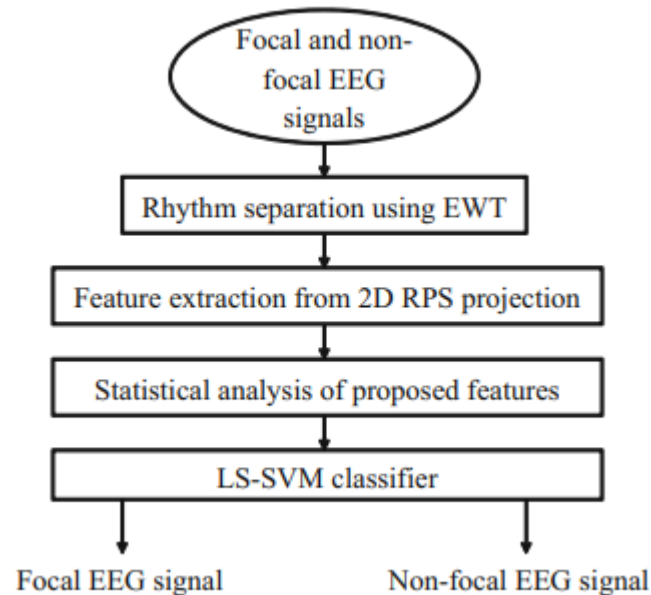 Focal and non-
focal EEG
signals
Rhythm separation using EWT
Feature extraction from 2D RPS projection
Statistical analysis of proposed features
LS-SVM classifier
Focal EEG signal
Non-focal EEG signal